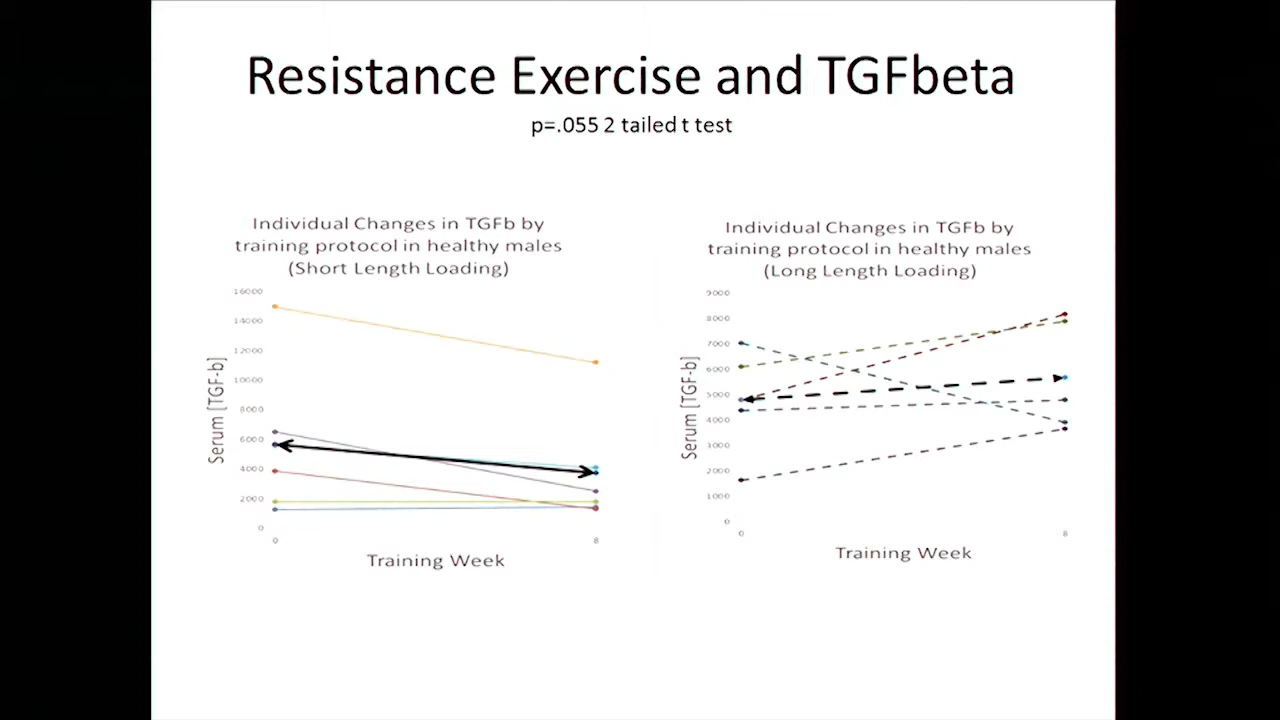 Resistance Exercise and TGFbeta
p=.055 2 tailed t test
Individual Changes in TGFb by
training protocol in healthy males
(Short Length Loading)
16000
14000
12000
10000
8000
6000
4000
2000
0
Serum [TGF-b]
0
8
Training Week
Individual Changes in TGFb by
training protocol in healthy males
(Long Length Loading)
9000
8000
7000
6000
5000
4000
3000
2000
1000
0
Serum [TGF-b]
0
8
Training Week